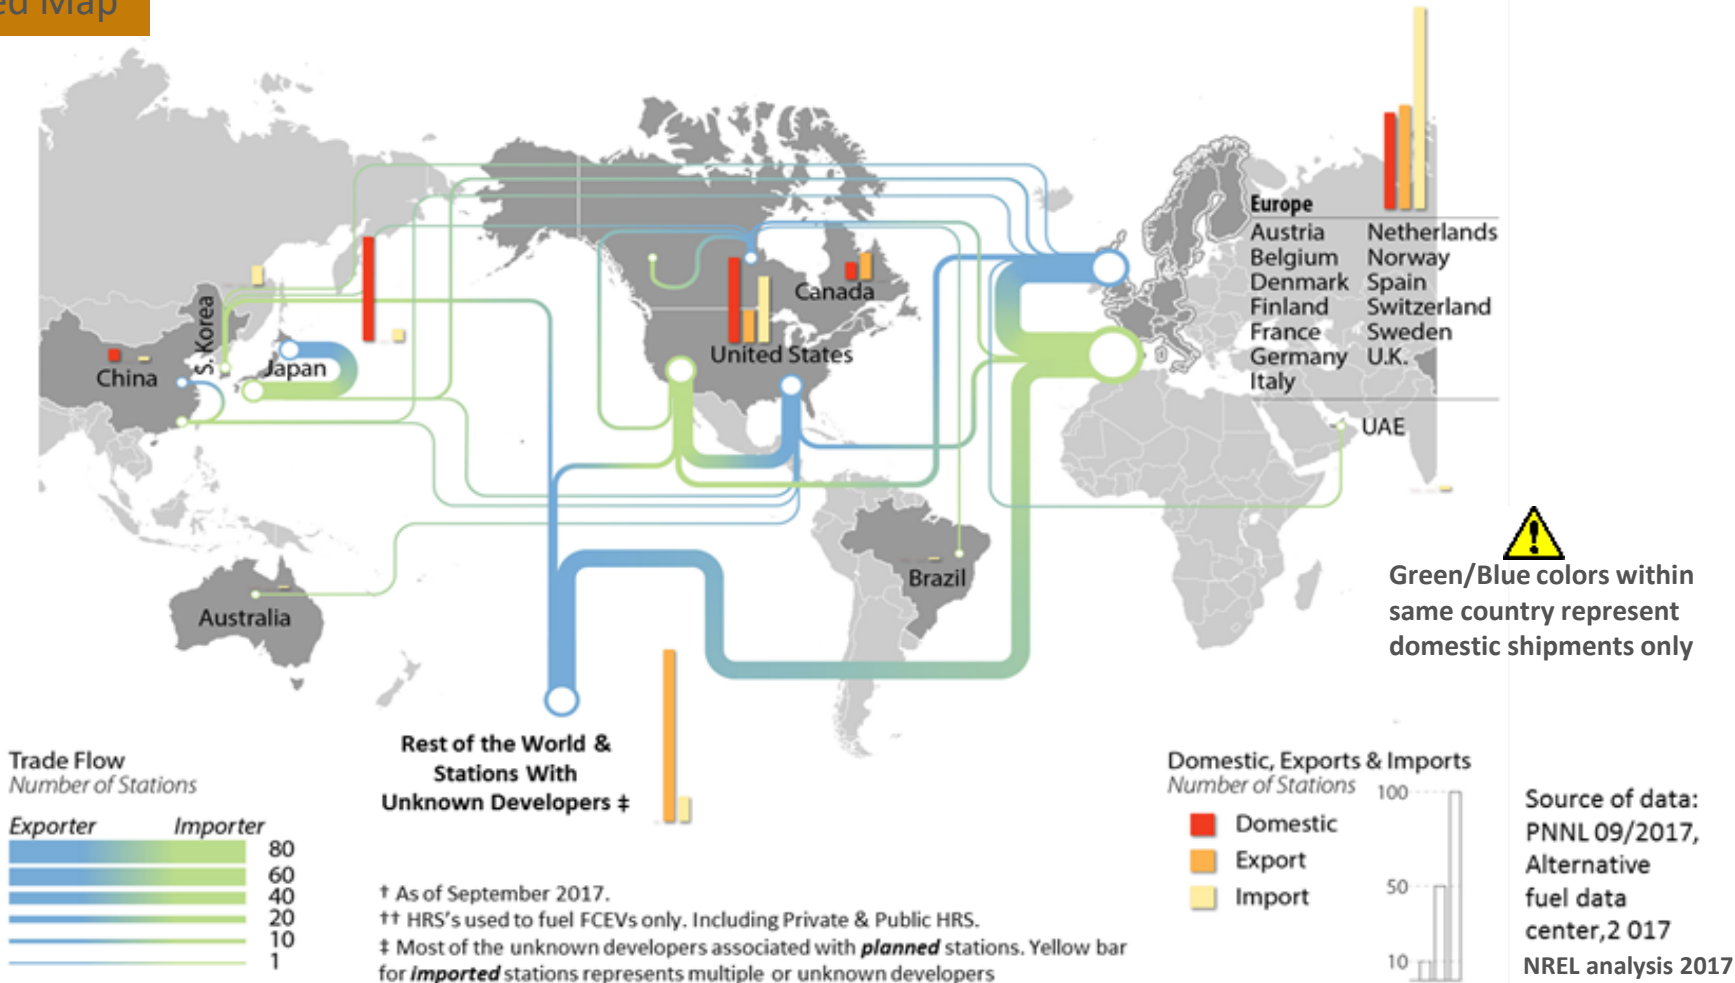 ed Map
Europe
Austria Netherlands
Belgium Norway
Denmark Spain
Finland Switzerland
France Sweden
Germany U.K.
Italy
UAE
Canada
United States
S. Korea
Japan
China
Australia
Brazil
Green/Blue colors within
same country represent
domestic shipments only
Rest of the World &
Stations With
Unknown Developers ‡
Trade Flow
Number of Stations
Exporter Importer
80
60
40
20
10
1
† As of September 2017.
†† HRS's used to fuel FCEVs only. Including Private & Public HRS.
‡ Most of the unknown developers associated with planned stations. Yellow bar
for imported stations represents multiple or unknown developers
Domestic, Exports & Imports
Number of Stations
Domestic
Export
Import
100
50
10
Source of data:
PNNL 09/2017,
Alternative
fuel data
center,2 017
NREL analysis 2017